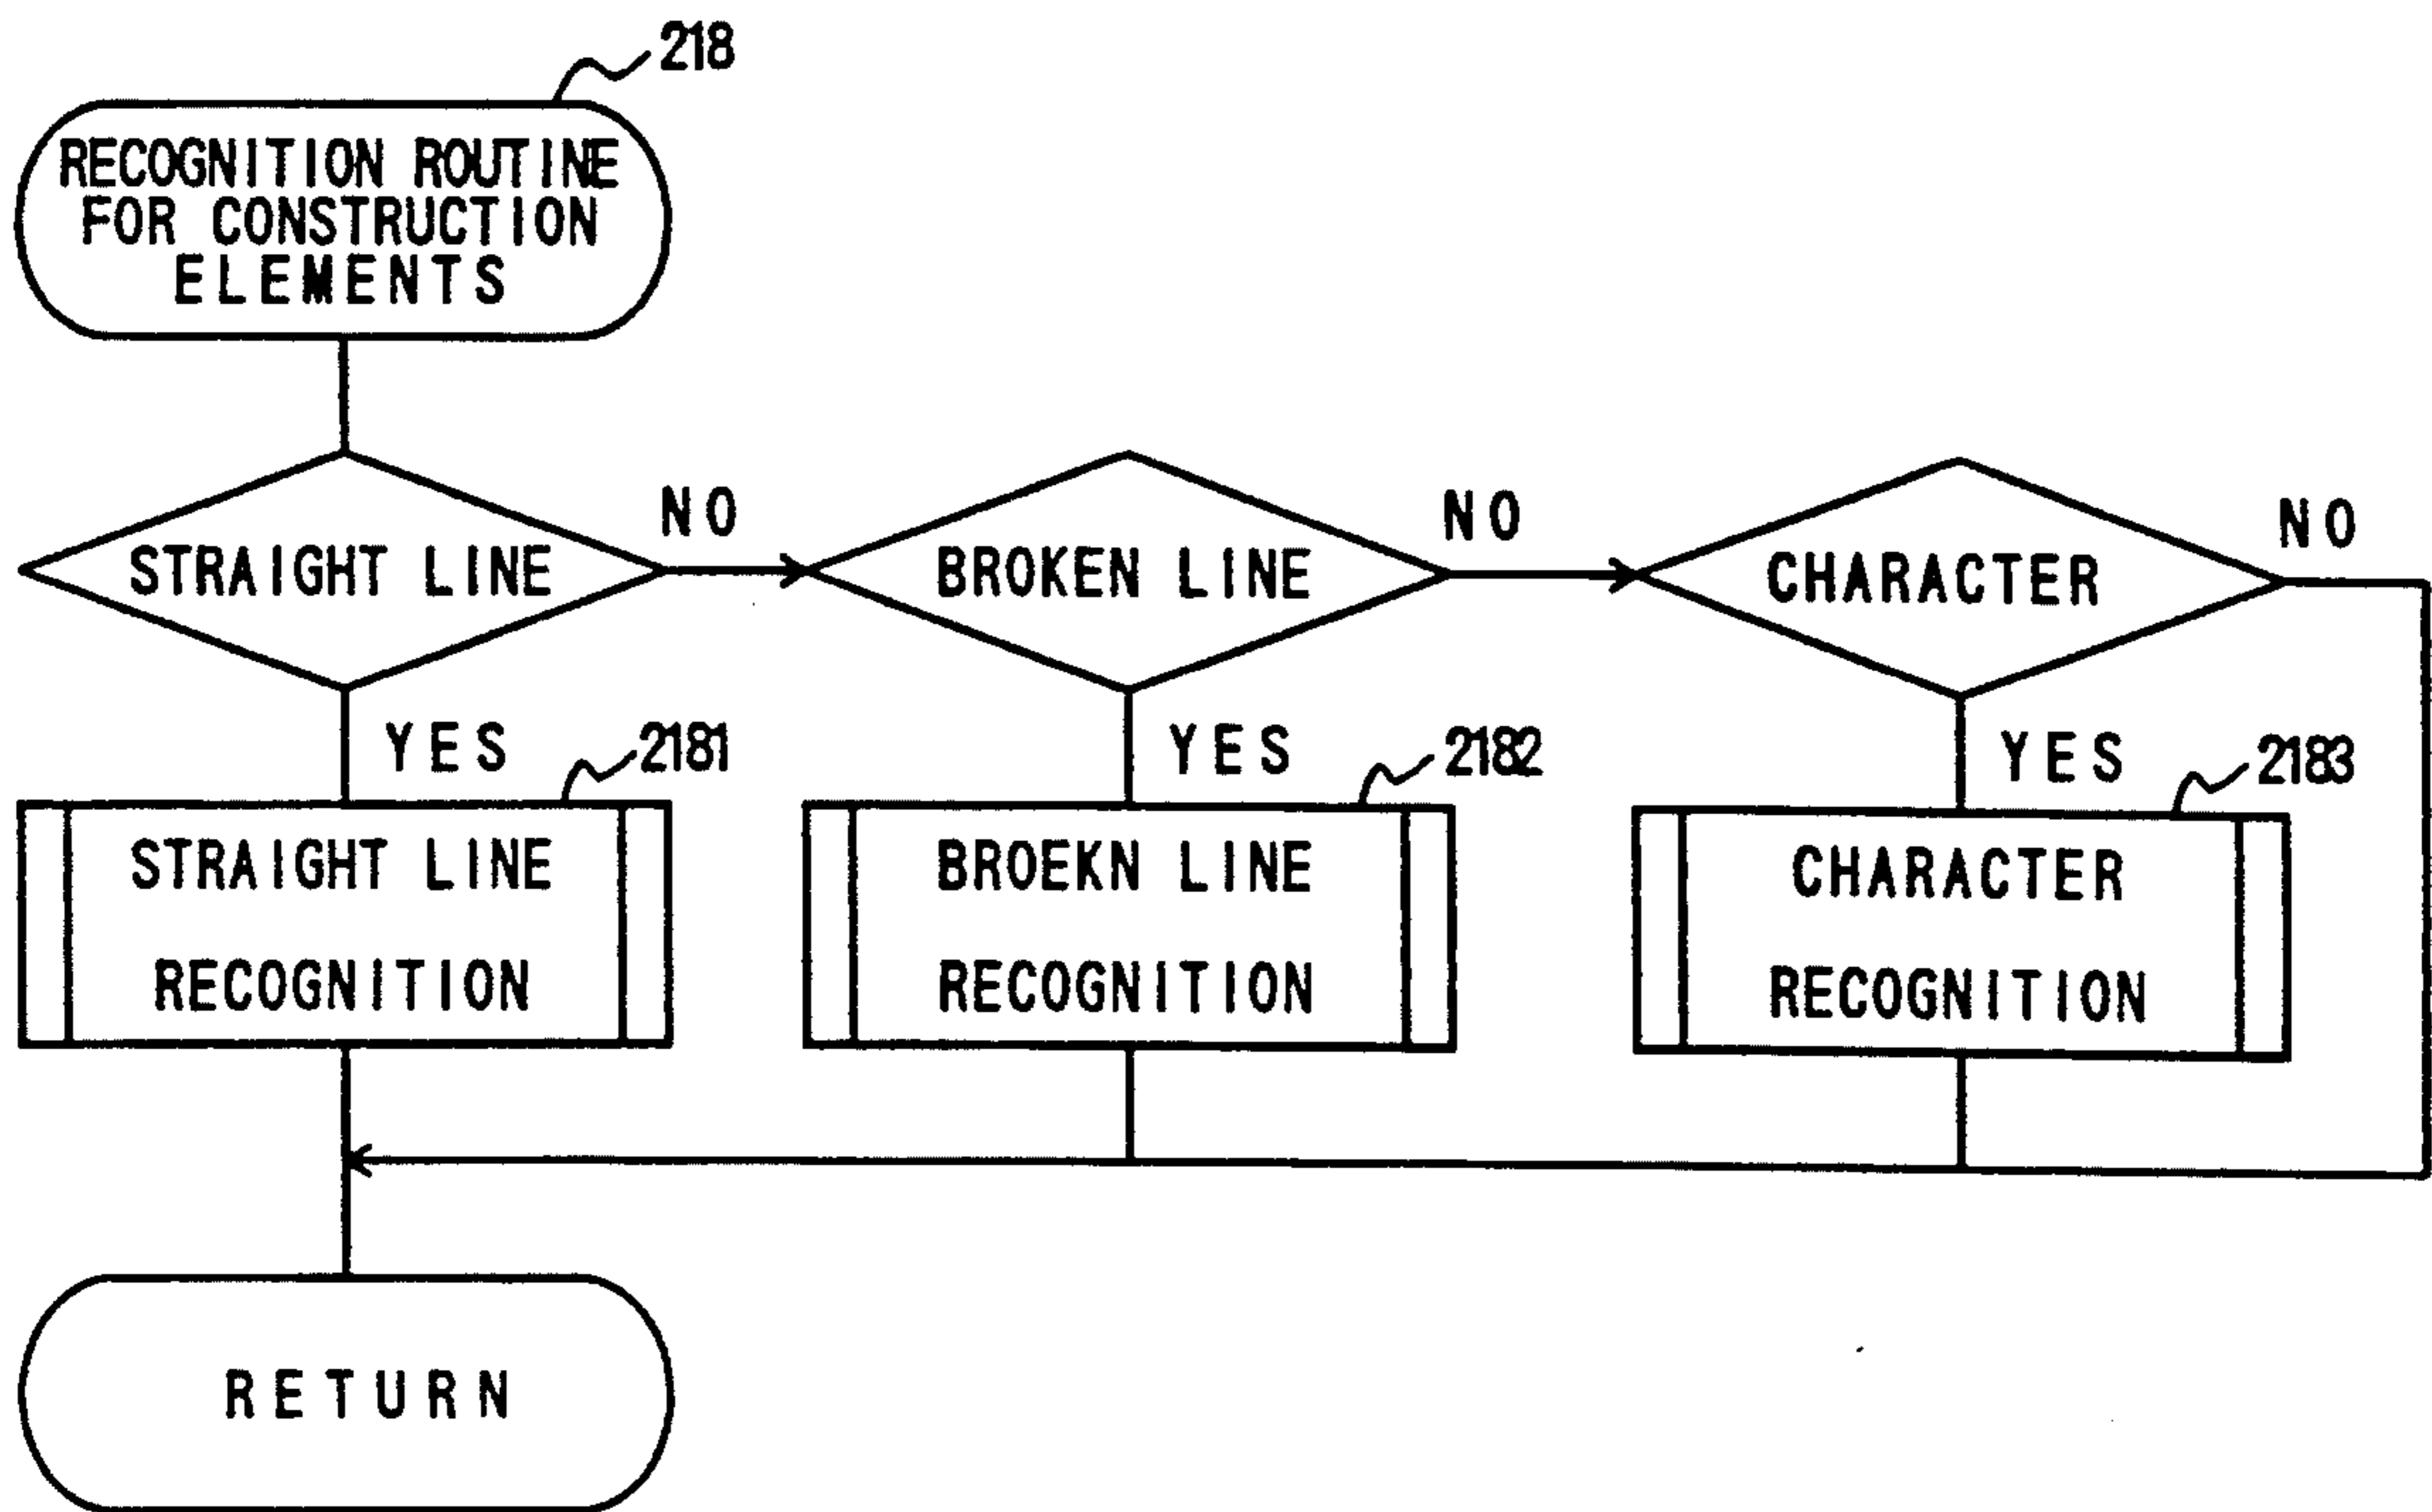 218
RECOGNITION ROUTINE
FOR CONSTRUCTION
ELEMENTS
STRAIGHT LINE
NO
BROKEN LINE
NO
CHARACTER
NO
YES
2181
YES
2182
YES
2183
STRAIGHT LINE
RECOGNITION
BROEKN LINE
RECOGNITION
CHARACTER
RECOGNITION
RETURN